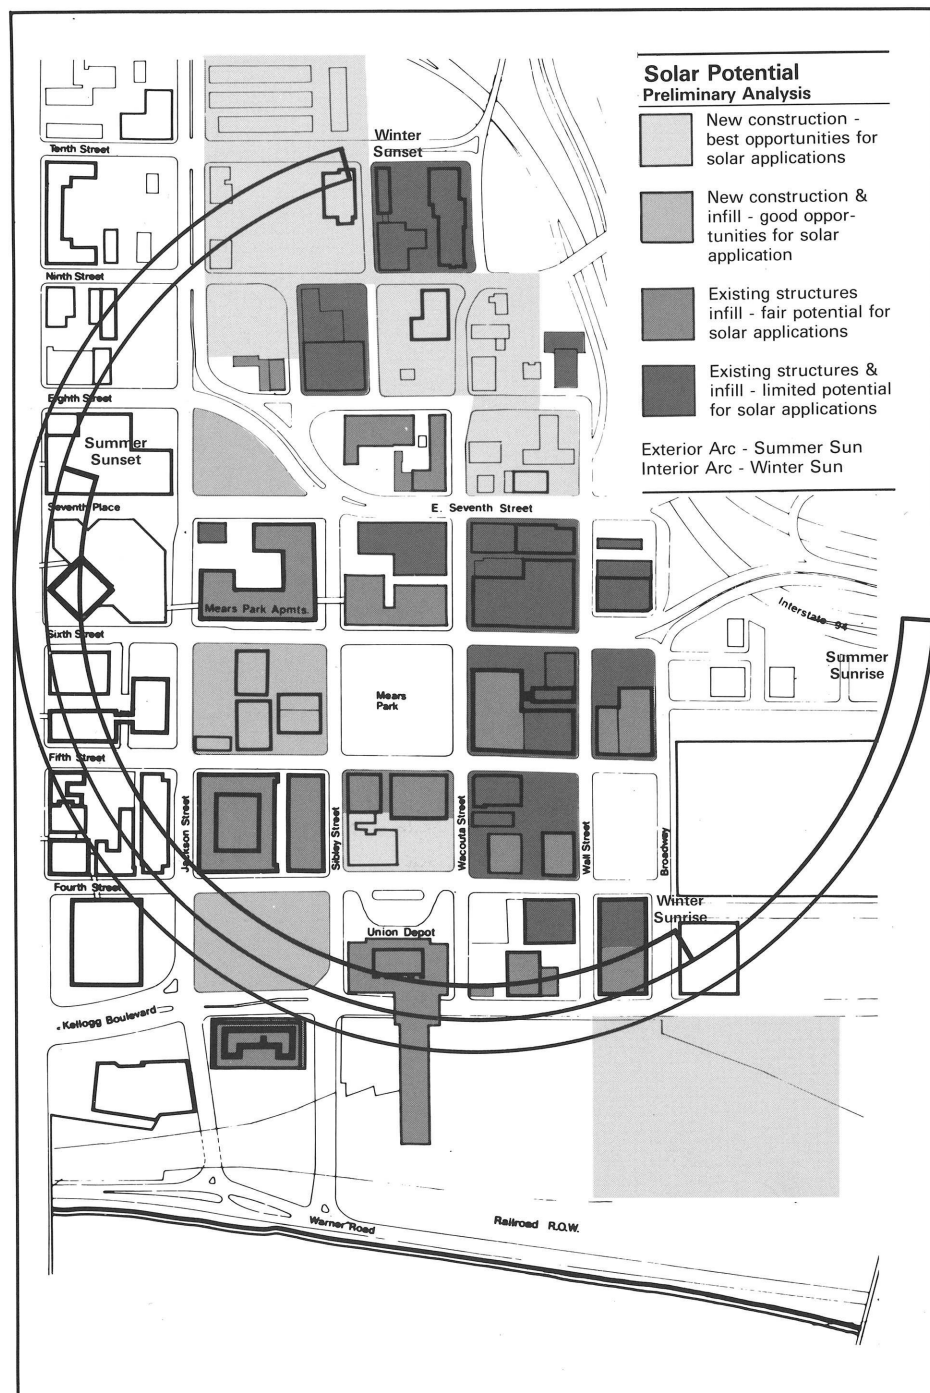 Solar Potential
Preliminary Analysis
New construction -
best opportunities for
solar applications
New construction &
infill - good oppor-
tunities for solar
application
Existing structures
infill - fair potential for
solar applications
Existing structures &
infill - limited potential
for solar applications
Exterior Arc - Summer Sun
Interior Arc - Winter Sun
Winter
Sunset
Tenth Street
Ninth Street
Eighth Street
Summer
Sunset
Seventh Place
E. Seventh Street
Mears Park Apmts.
Sixth Street
Interstate 94
Summer
Sunrise
Mears
Park
Fifth Street
Jackson Street
Sibley Street
Wacouta Street
Wall Street
Broadway
Fourth Street
Winter
Sunrise
Union Depot
Kellogg Boulevard
Warner Road
Railroad R.O.W.